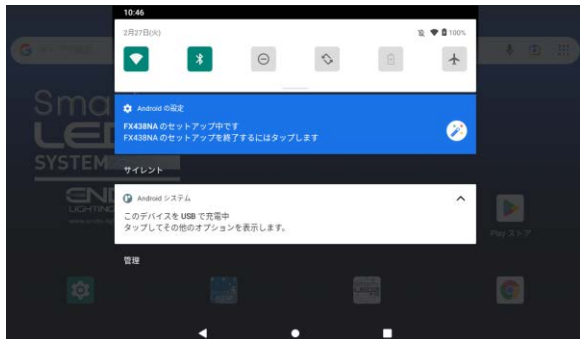 10:46
2月27日(火)
100%
Android の設定
FX438NA のセットアップ中です
FX438NA のセットアップを終了するにはタップします
サイレント
Android システム
このデバイスを USB で充電中
タップしてその他のオプションを表示します。
管理
Sma
LED
SYSTEM
END
LIGHTING
Play ストア